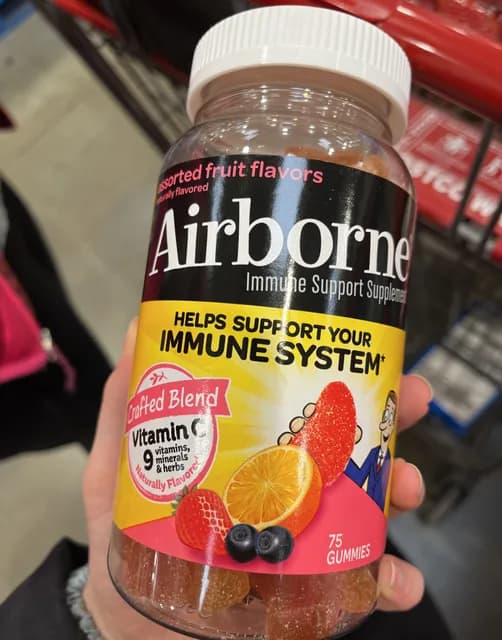 assorted fruit flavors
naturally flavored
Airborne
Immune Support Supplement
HELPS SUPPORT YOUR
IMMUNE SYSTEM*
Crafted Blend
Vitamin C
9 vitamins,
minerals
& herbs
Naturally Flavored
75
GUMMIES